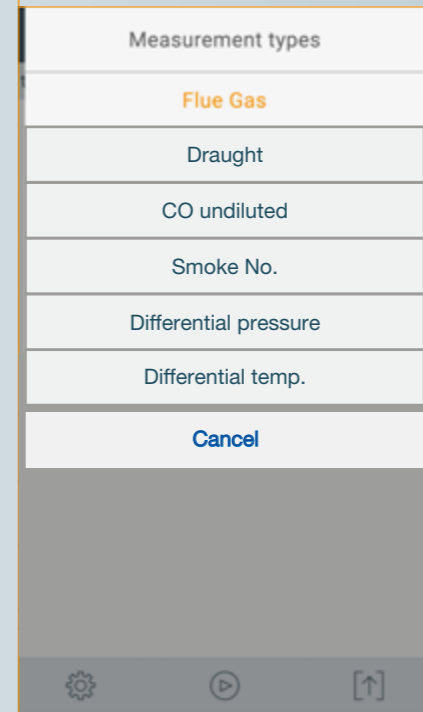 Measurement types
Flue Gas
Draught
CO undiluted
Smoke No.
Differential pressure
Differential temp.
Cancel